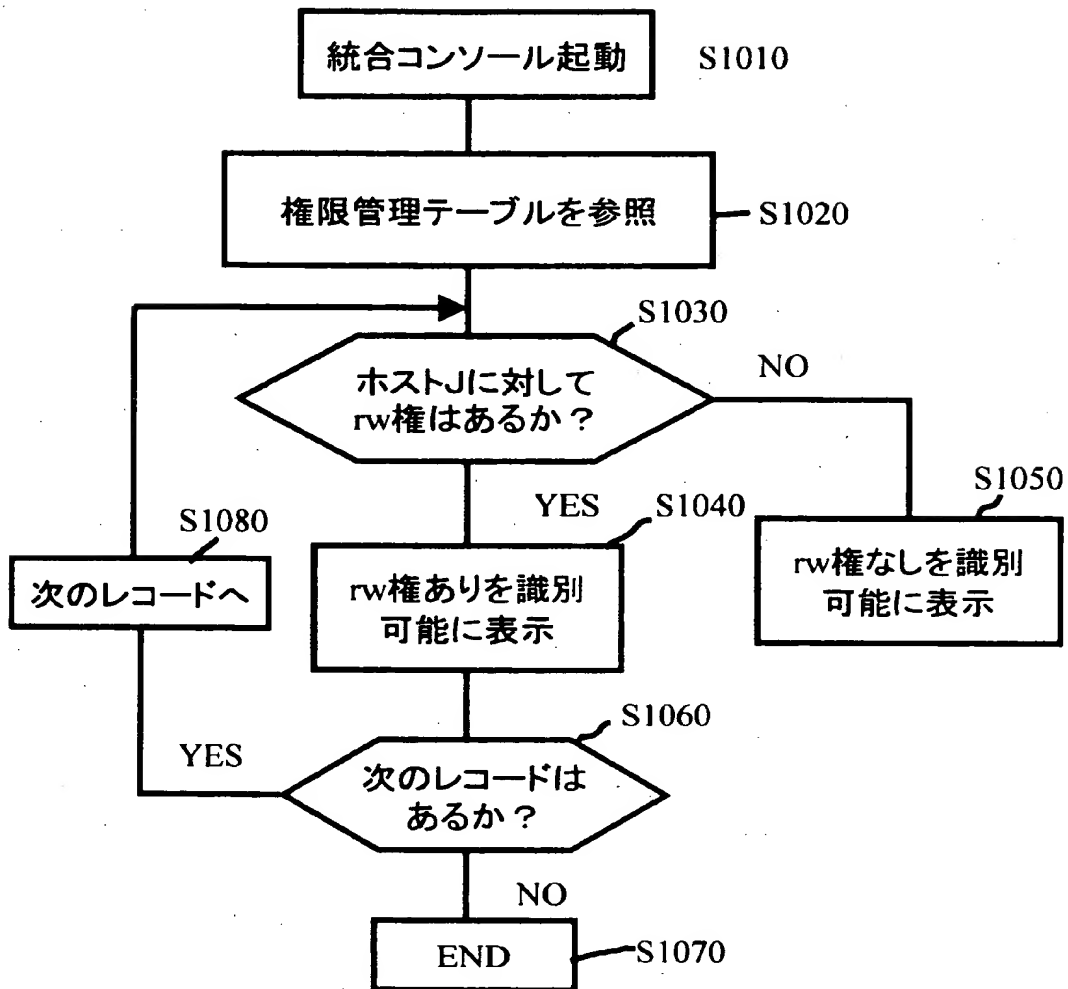 統合コンソール起動
S1010
権限管理テーブルを参照
S1020
S1030
ホストJに対して
rw権はあるか？
NO
YES
S1040
S1050
rw権ありを識別
可能に表示
rw権なしを識別
可能に表示
S1080
次のレコードへ
S1060
YES
次のレコードは
あるか？
NO
END
S1070